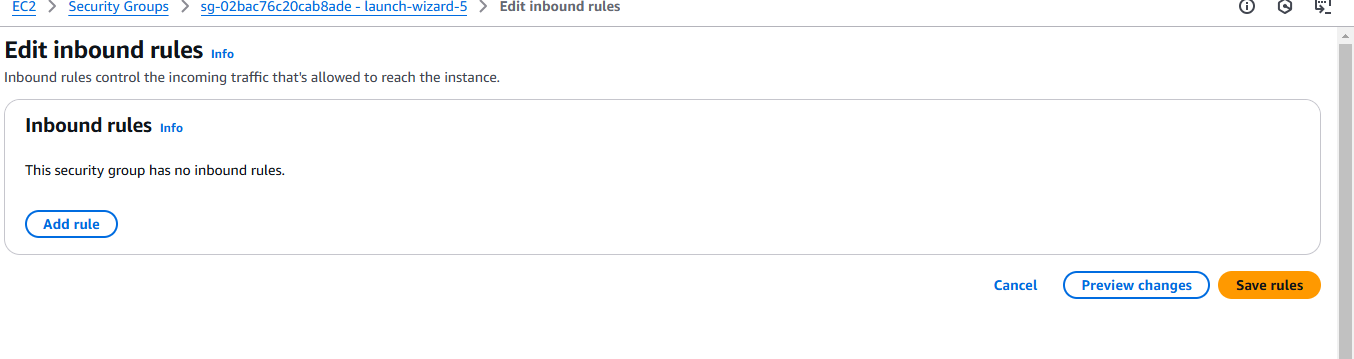 EC2 > Security Groups > sg-02bac76c20cab8ade - launch-wizard-5 > Edit inbound rules
Edit inbound rules Info
Inbound rules control the incoming traffic that's allowed to reach the instance.
Inbound rules Info
This security group has no inbound rules.
Add rule
Cancel Preview changes Save rules